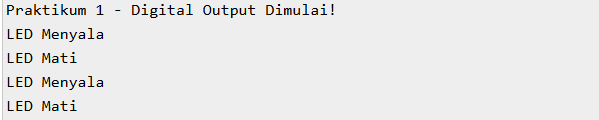 Praktikum 1 - Digital Output Dimulai!
LED Menyala
LED Mati
LED Menyala
LED Mati